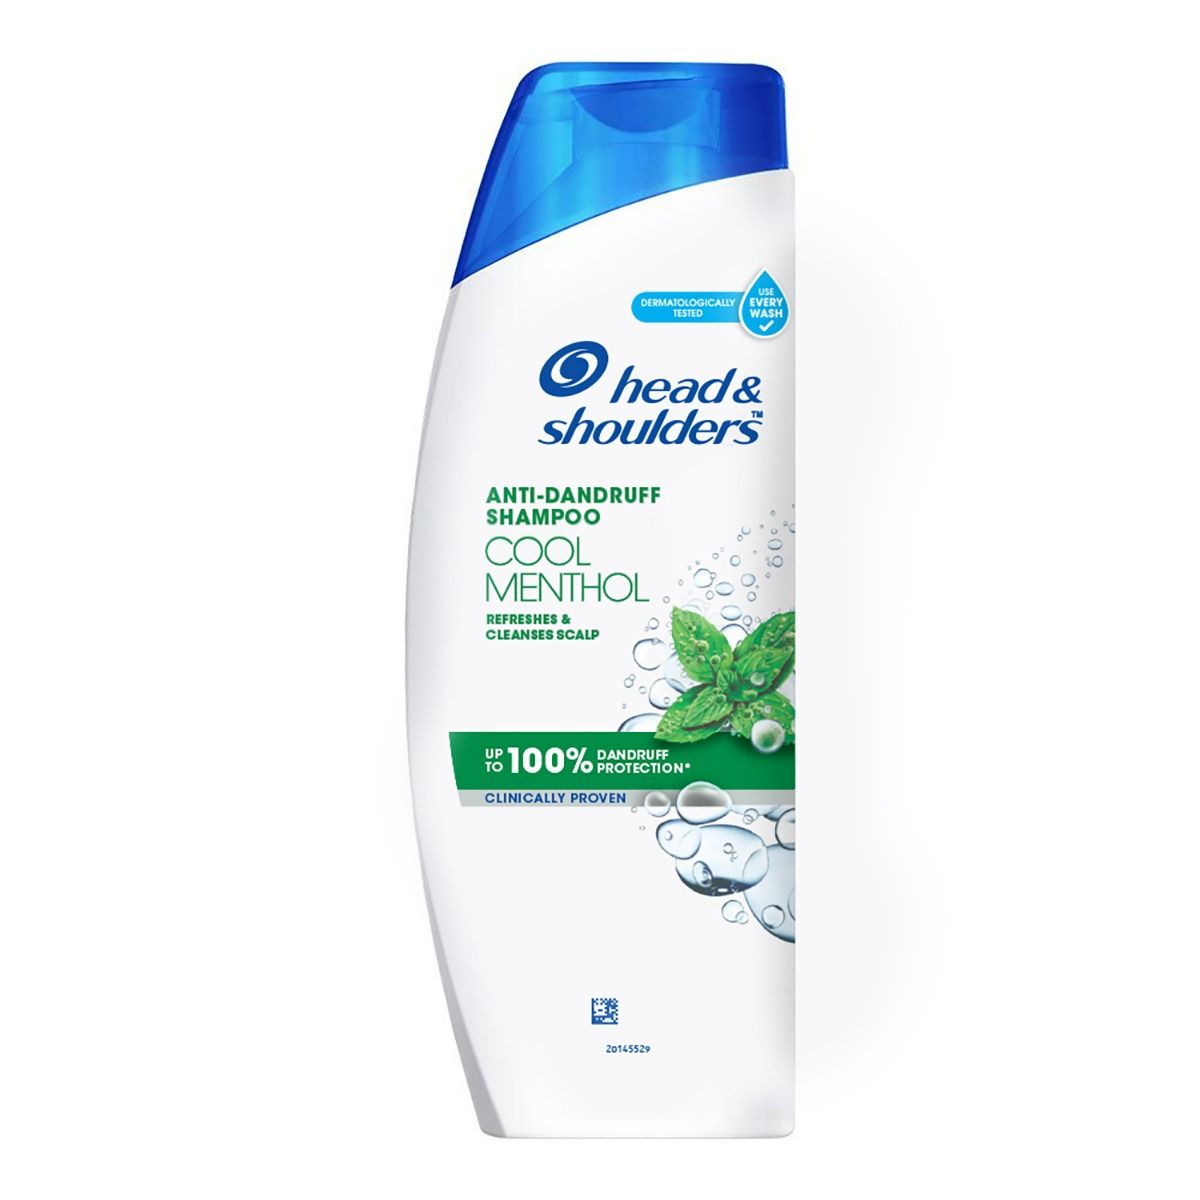 DERMATOLOGICALLY
TESTED
USE
EVERY
WASH
head &
shoulders™
ANTI-DANDRUFF
SHAMPOO
COOL
MENTHOL
REFRESHES &
CLEANSES SCALP
UP TO 100% DANDRUFF PROTECTION*
CLINICALLY PROVEN
20145529